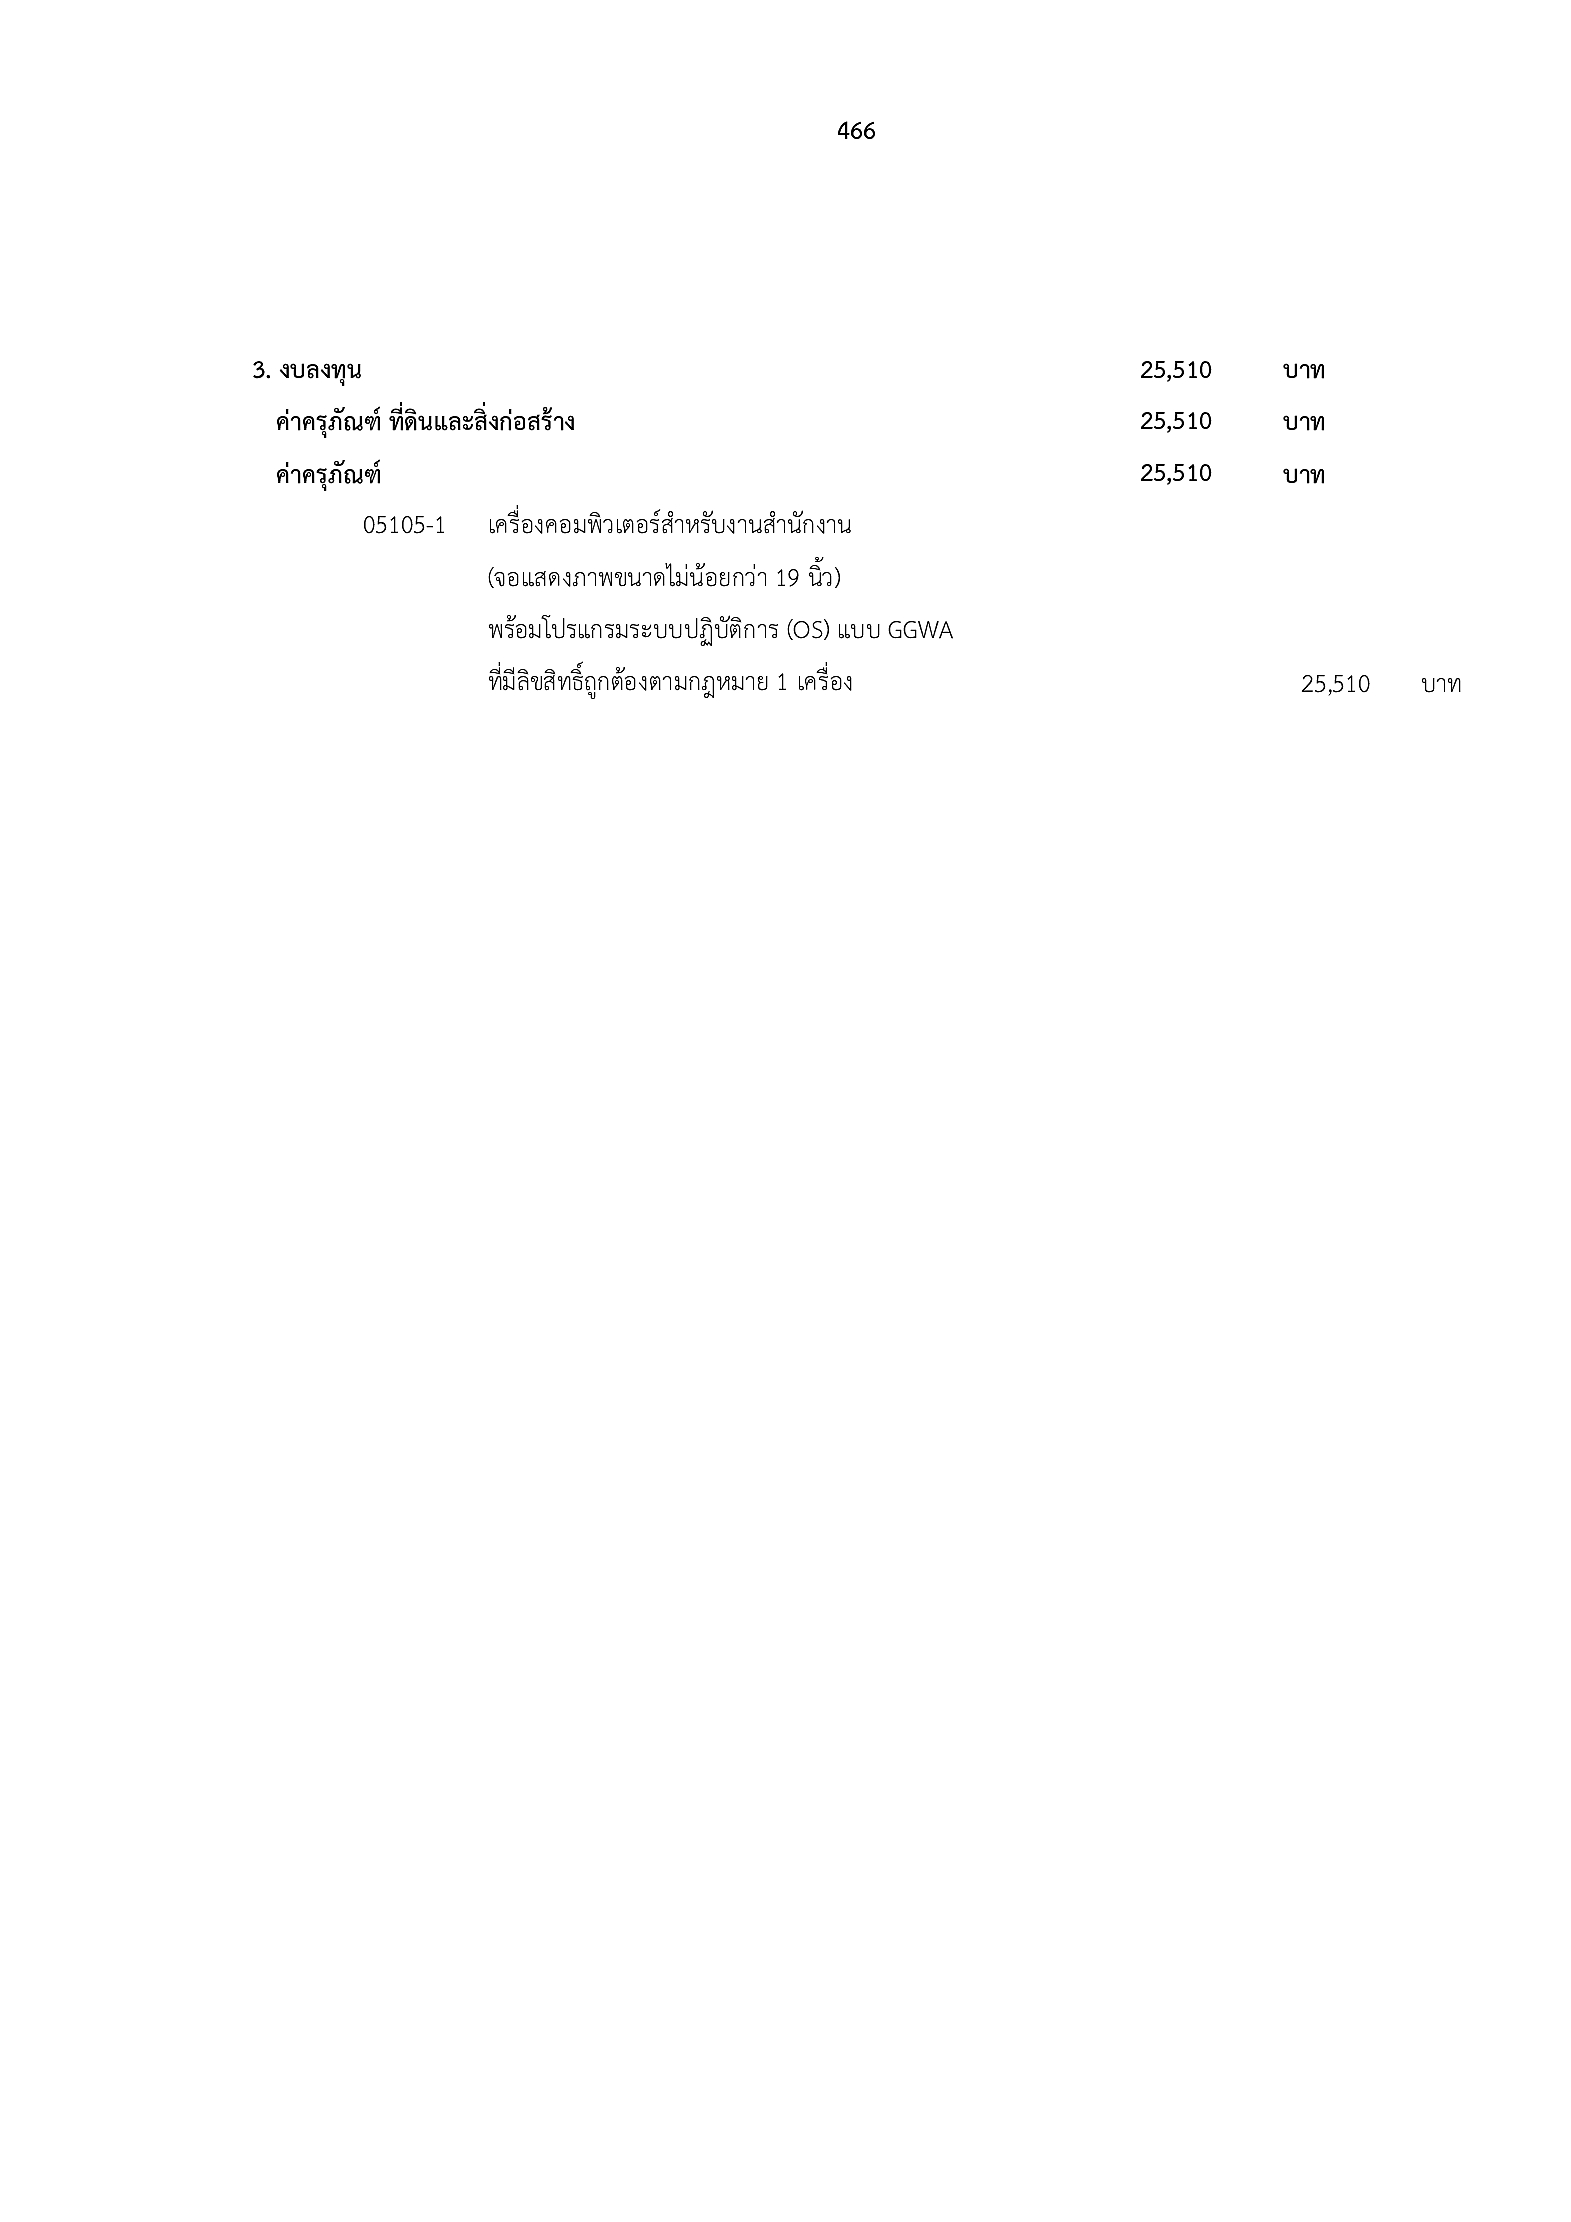 466
3. งบลงทุน 25,510 บาท
ค่าครุภัณฑ์ ที่ดินและสิ่งก่อสร้าง 25,510 บาท
ค่าครุภัณฑ์ 25,510 บาท
05105-1 เครื่องคอมพิวเตอร์สำหรับงานสำนักงาน
(จอแสดงภาพขนาดไม่น้อยกว่า 19 นิ้ว)
พร้อมโปรแกรมระบบปฏิบัติการ (OS) แบบ GGWA
ที่มีลิขสิทธิ์ถูกต้องตามกฎหมาย 1 เครื่อง 25,510 บาท